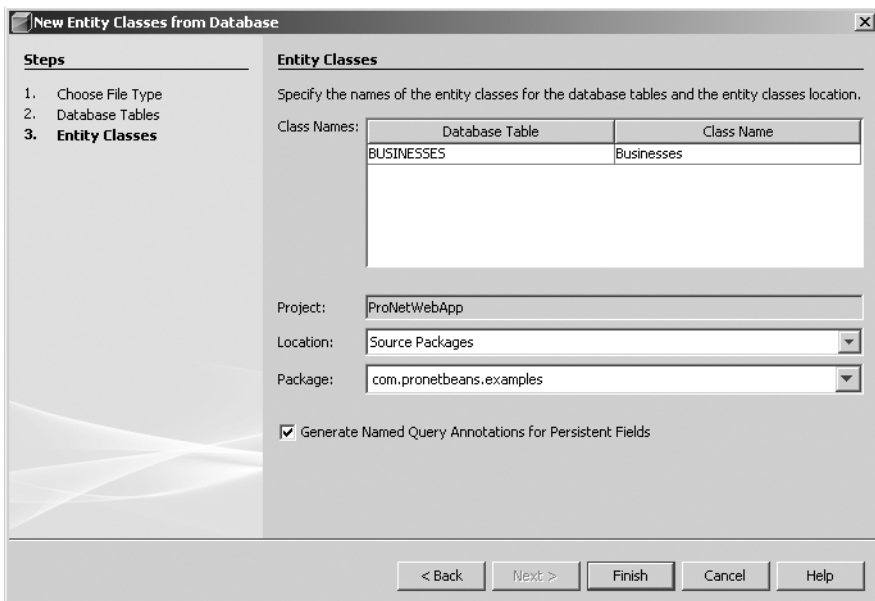 New Entity Classes from Database
Steps
1. Choose File Type
2. Database Tables
3. Entity Classes
Entity Classes
Specify the names of the entity classes for the database tables and the entity classes location.
Class Names:
Database Table Class Name
BUSINESSES Businesses
Project: ProNetWebApp
Location: Source Packages
Package: com.pronetbeans.examples
Generate Named Query Annotations for Persistent Fields
< Back Next > Finish Cancel Help